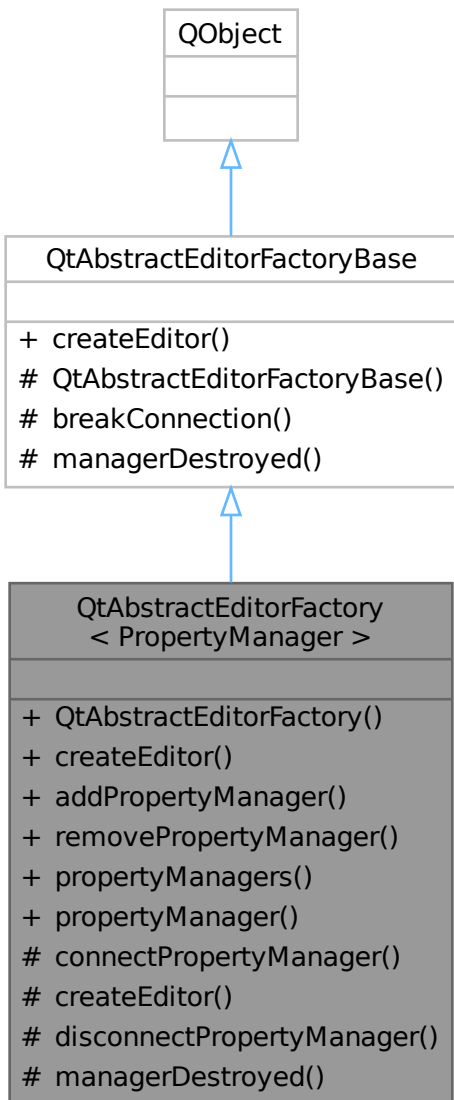 QObject
QtAbstractEditorFactoryBase
+ createEditor()
# QtAbstractEditorFactoryBase()
# breakConnection()
# managerDestroyed()
QtAbstractEditorFactory
< PropertyManager >
+ QtAbstractEditorFactory()
+ createEditor()
+ addPropertyManager()
+ removePropertyManager()
+ propertyManagers()
+ propertyManager()
# connectPropertyManager()
# createEditor()
# disconnectPropertyManager()
# managerDestroyed()